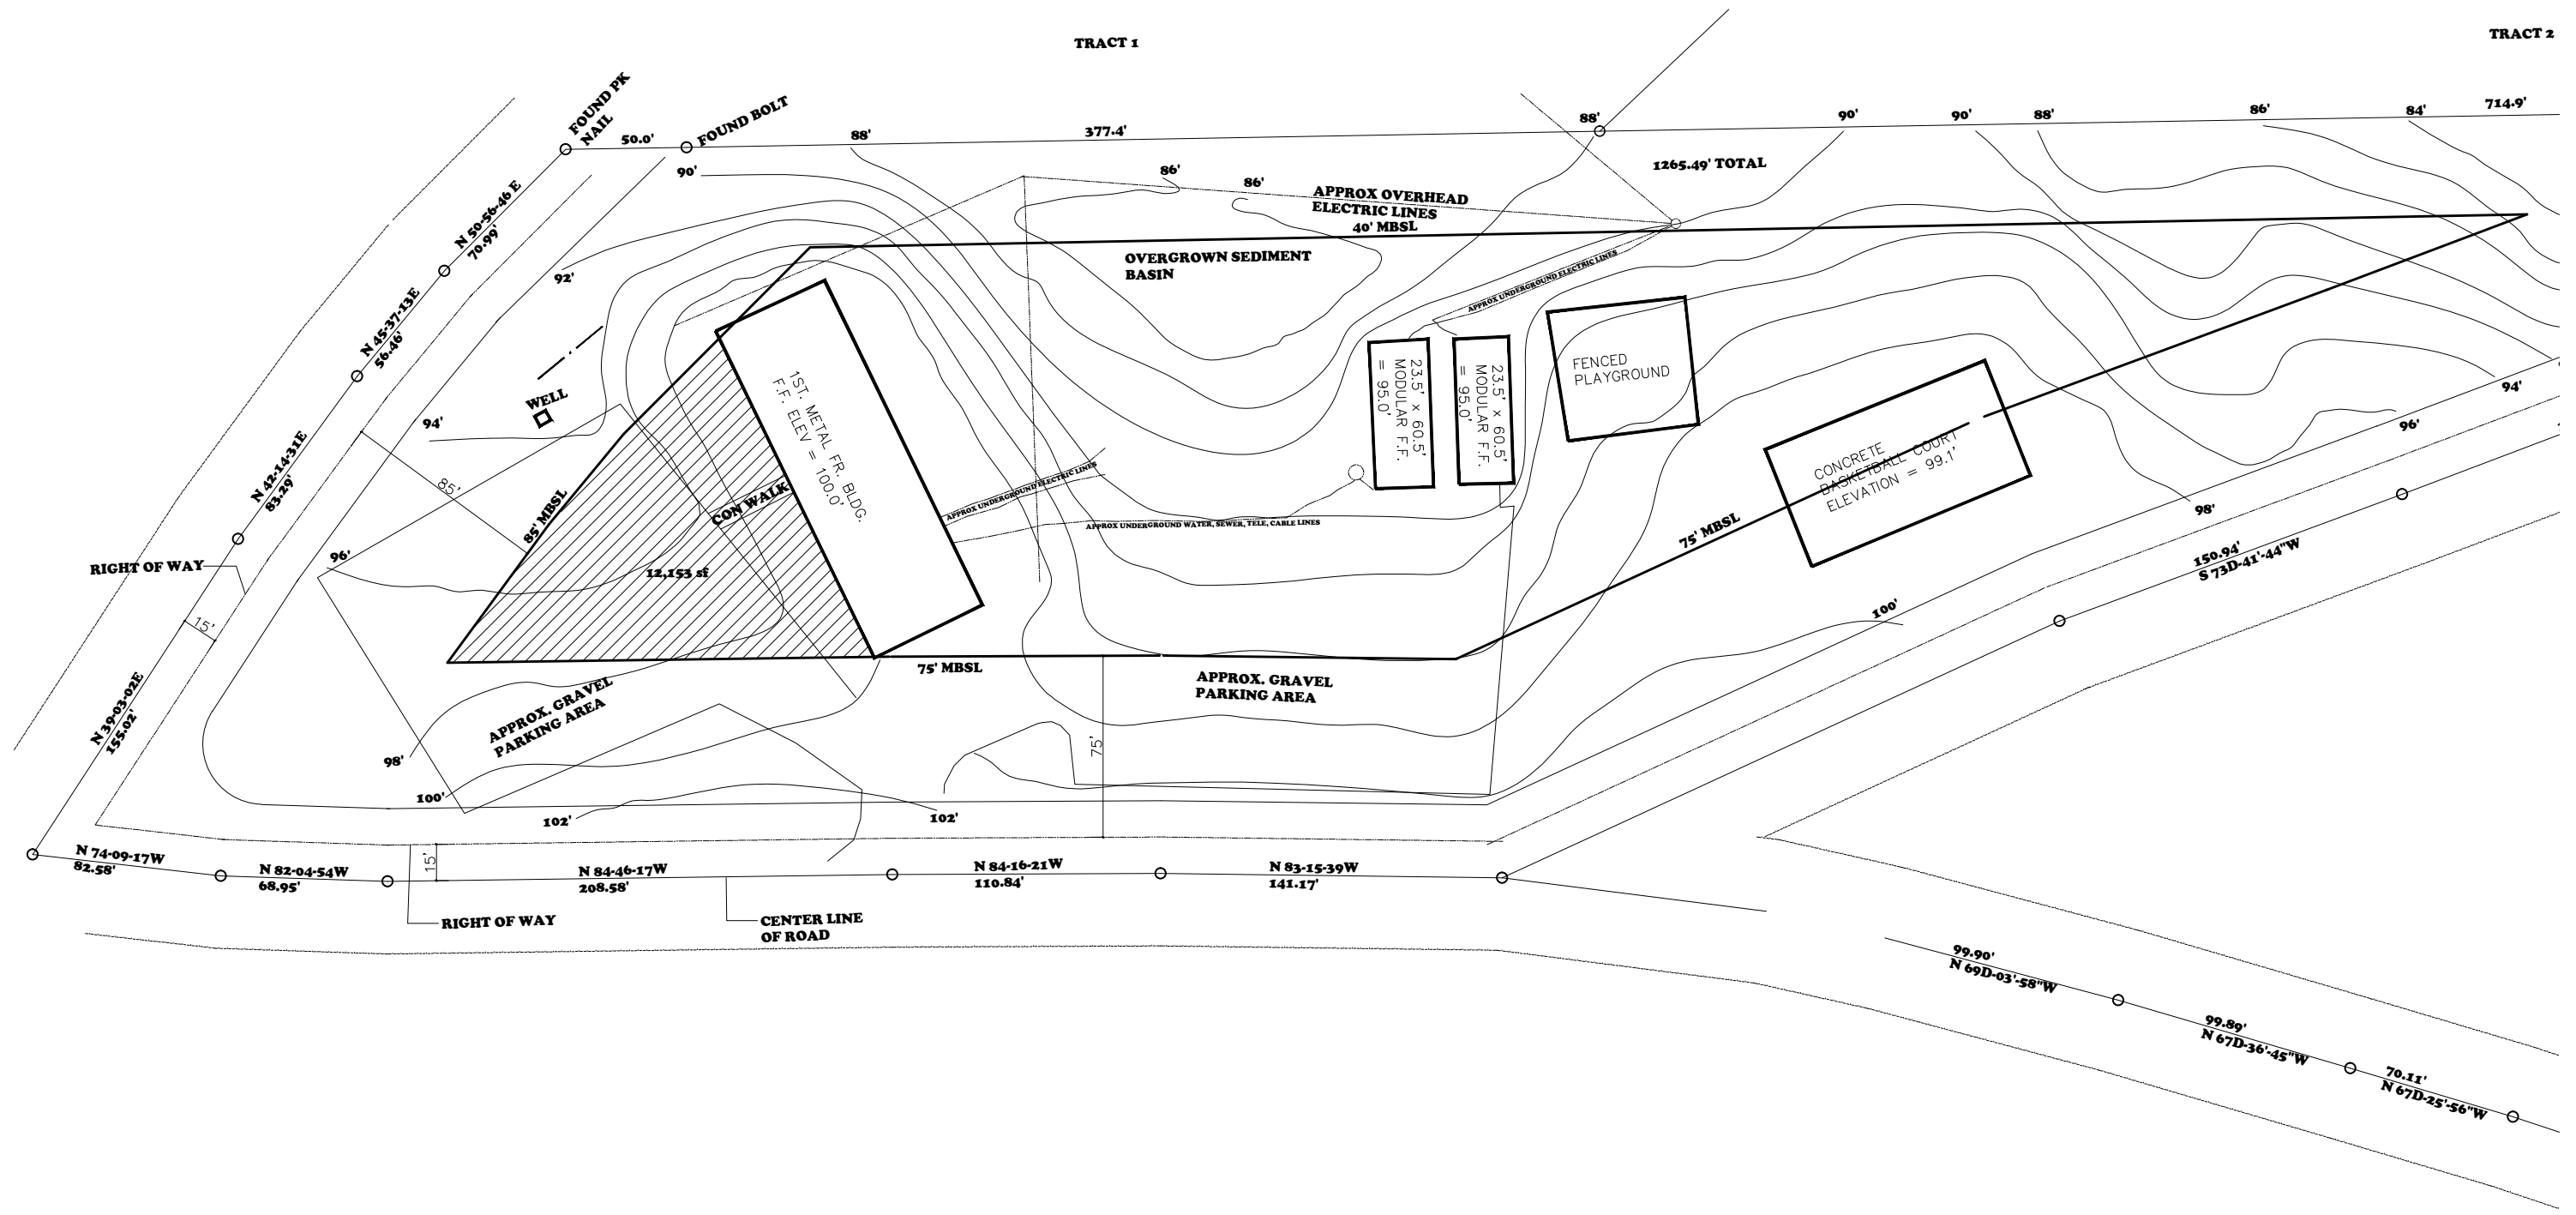 TRACT 1
TRACT 2
FOUND PK
NAIL
50.0'
FOUND BOLT
88'
377.4'
88'
90'
90'
88'
86'
84'
714.9'
1265.49' TOTAL
90'
86'
86'
APPROX OVERHEAD
ELECTRIC LINES
40' MBSL
OVERGROWN SEDIMENT
BASIN
APPROX UNDERGROUND ELECTRIC LINES
N 50-56-46 E
70.99'
92'
N 45-37-13E
56.46'
WELL
94'
N 42-14-31E
83.29'
85'
85' MBSL
96'
RIGHT OF WAY
15'
N 39-03-02E
155.02'
1ST. METAL FR. BLDG.
F.F. ELEV = 100.0'
CON WALK
12,153 sf
APPROX UNDERGROUND ELECTRIC LINES
APPROX UNDERGROUND WATER, SEWER, TELE, CABLE LINES
23.5' x 60.5'
MODULAR F.F.
= 95.0'
23.5' x 60.5'
MODULAR F.F.
= 95.0'
FENCED
PLAYGROUND
CONCRETE
BASKETBALL COURT
ELEVATION = 99.1'
94'
96'
98'
75' MBSL
150.94'
S 73D-41'-44"W
100'
75' MBSL
APPROX. GRAVEL
PARKING AREA
APPROX. GRAVEL
PARKING AREA
75'
98'
100'
102'
102'
N 74-09-17W
82.58'
N 82-04-54W
68.95'
15'
N 84-46-17W
208.58'
N 84-16-21W
110.84'
N 83-15-39W
141.17'
RIGHT OF WAY
CENTER LINE
OF ROAD
99.90'
N 69D-03'-58"W
99.89'
N 67D-36'-45"W
70.11'
N 67D-25'-56"W